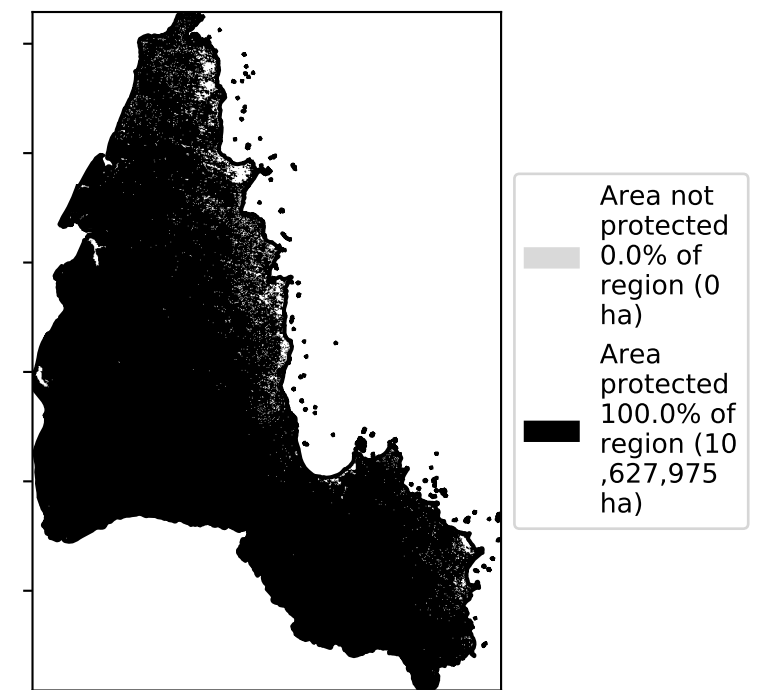 Area not
protected
0.0% of
region (0
ha)
Area
protected
100.0% of
region (10
,627,975
ha)